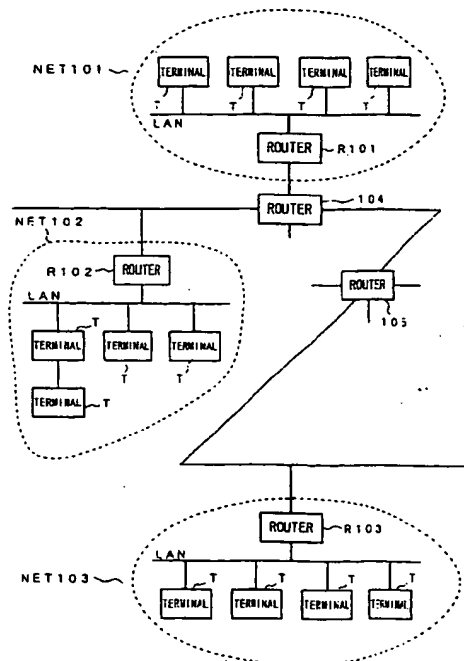 NET101
TERMINAL TERMINAL TERMINAL TERMINAL
T T T T
LAN
ROUTER R101
ROUTER 104
NET102
R102 ROUTER
ROUTER
105
LAN
T
TERMINAL TERMINAL TERMINAL
T T
TERMINAL T
ROUTER R103
LAN
NET103
T T T T
TERMINAL TERMINAL TERMINAL TERMINAL